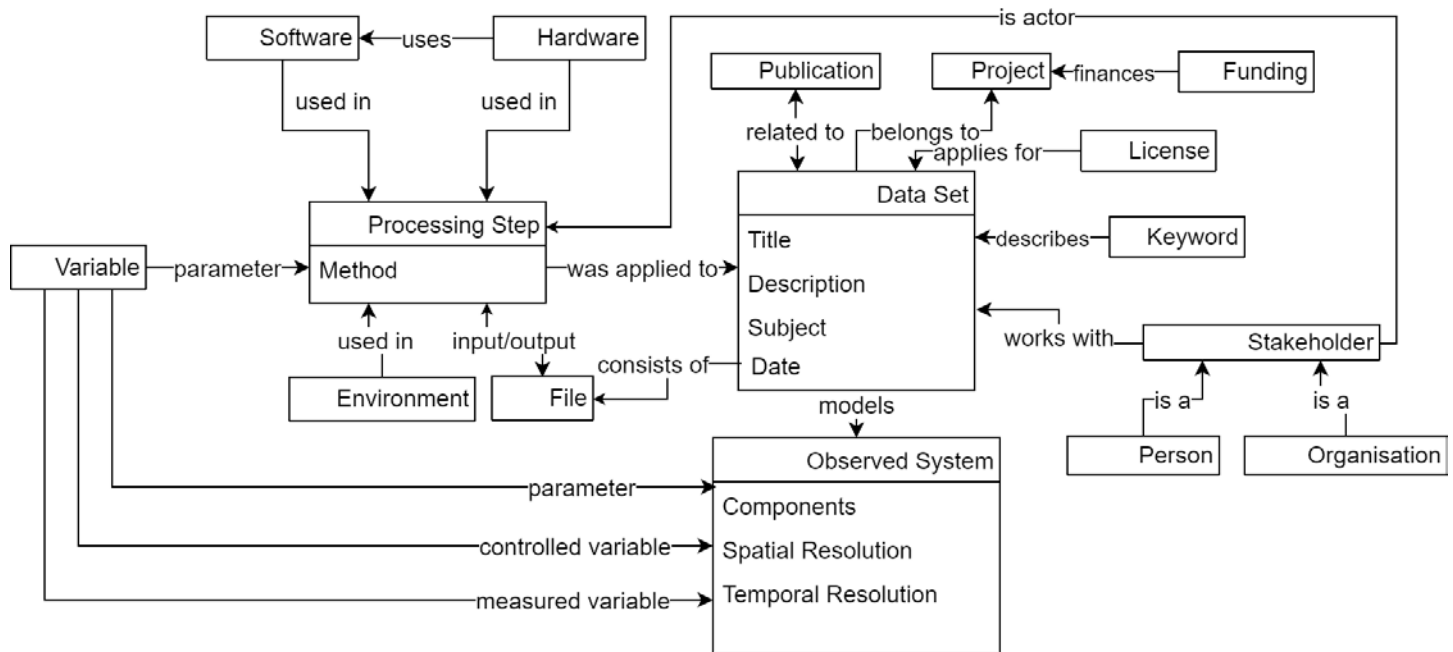 is actor
Software
uses
Hardware
Publication
Project
finances
Funding
used in
used in
related to
belongs to
applies for
License
Data Set
Processing Step
Title
describes
Keyword
Variable
parameter
Method
was applied to
Description
Subject
used in
input/output
works with
Stakeholder
consists of
Date
Environment
File
models
is a
is a
Observed System
Person
Organisation
parameter
Components
controlled variable
Spatial Resolution
measured variable
Temporal Resolution